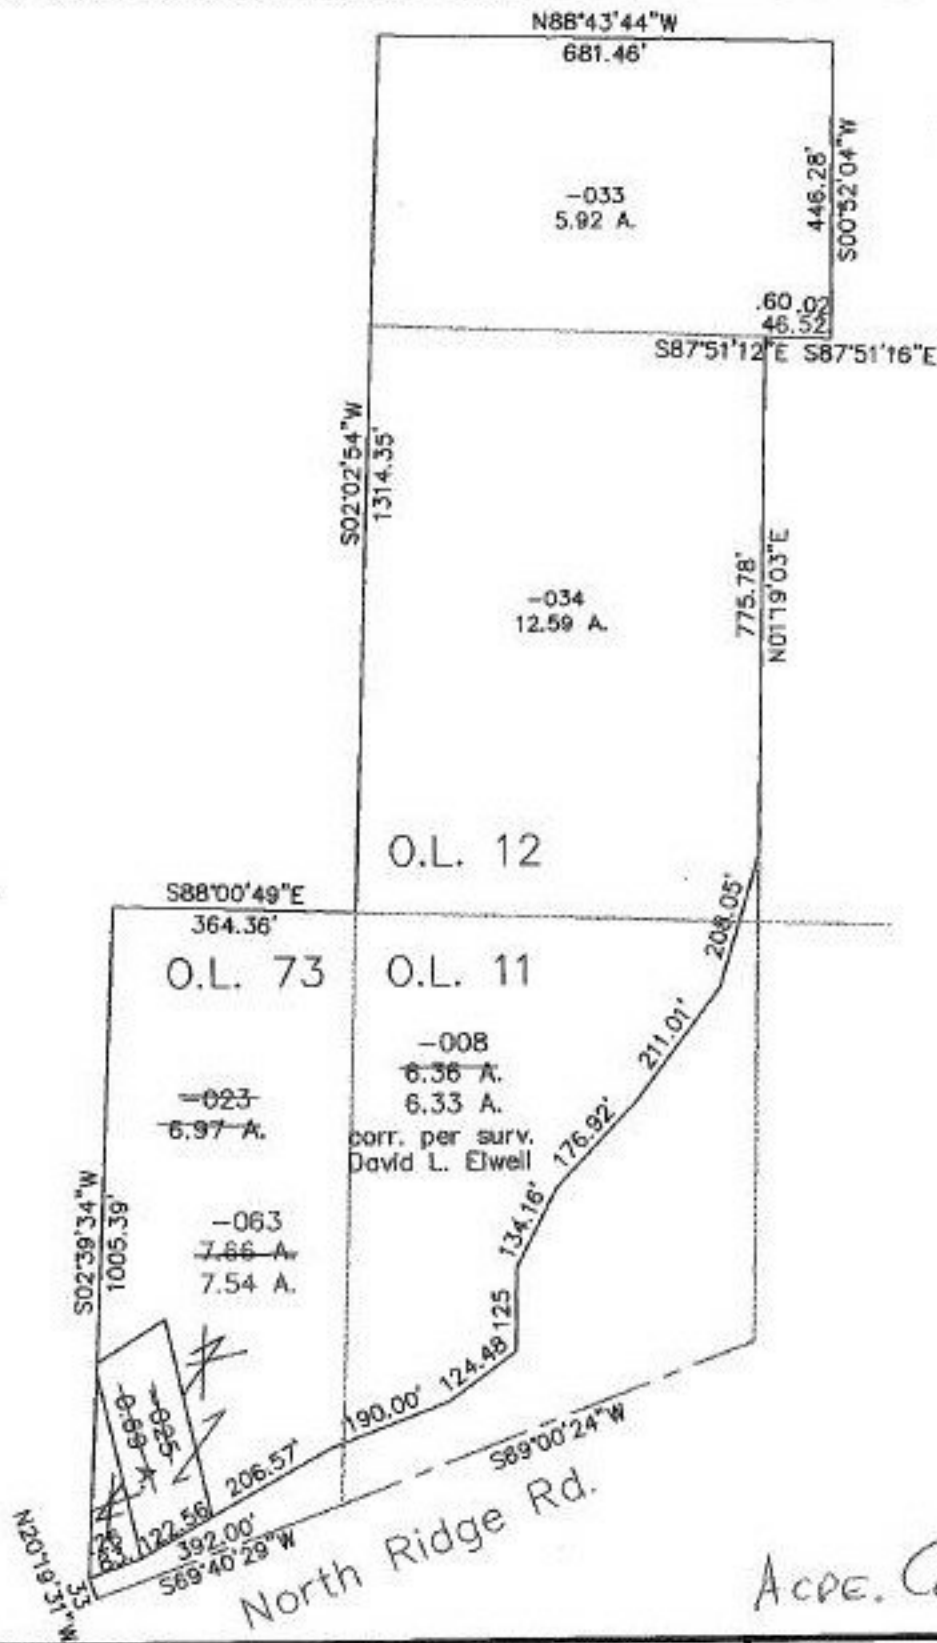 N88°43'44"W
681.46'
-033
5.92 A.
446.28'
S00°52'04"W
.60.02
46.52
S87°51'12"E S87°51'16"E
S02°02'54"W
1314.35'
-034
12.59 A.
775.78'
N01°19'03"E
O.L. 12
S88°00'49"E
364.36'
O.L. 73
O.L. 11
208.05'
211.01'
176.92'
134.16'
125
124.48
190.00'
-008
6.36 A.
6.33 A.
corr. per surv.
David L. Elwell
-023
6.97 A.
-063
7.66 A.
7.54 A.
S02°39'34"W
1005.39'
-025
0.69 A
206.57'
122.56
392.00'
S69°40'29"W
S69°00'24"W
North Ridge Rd.
N20°19'31"W
33